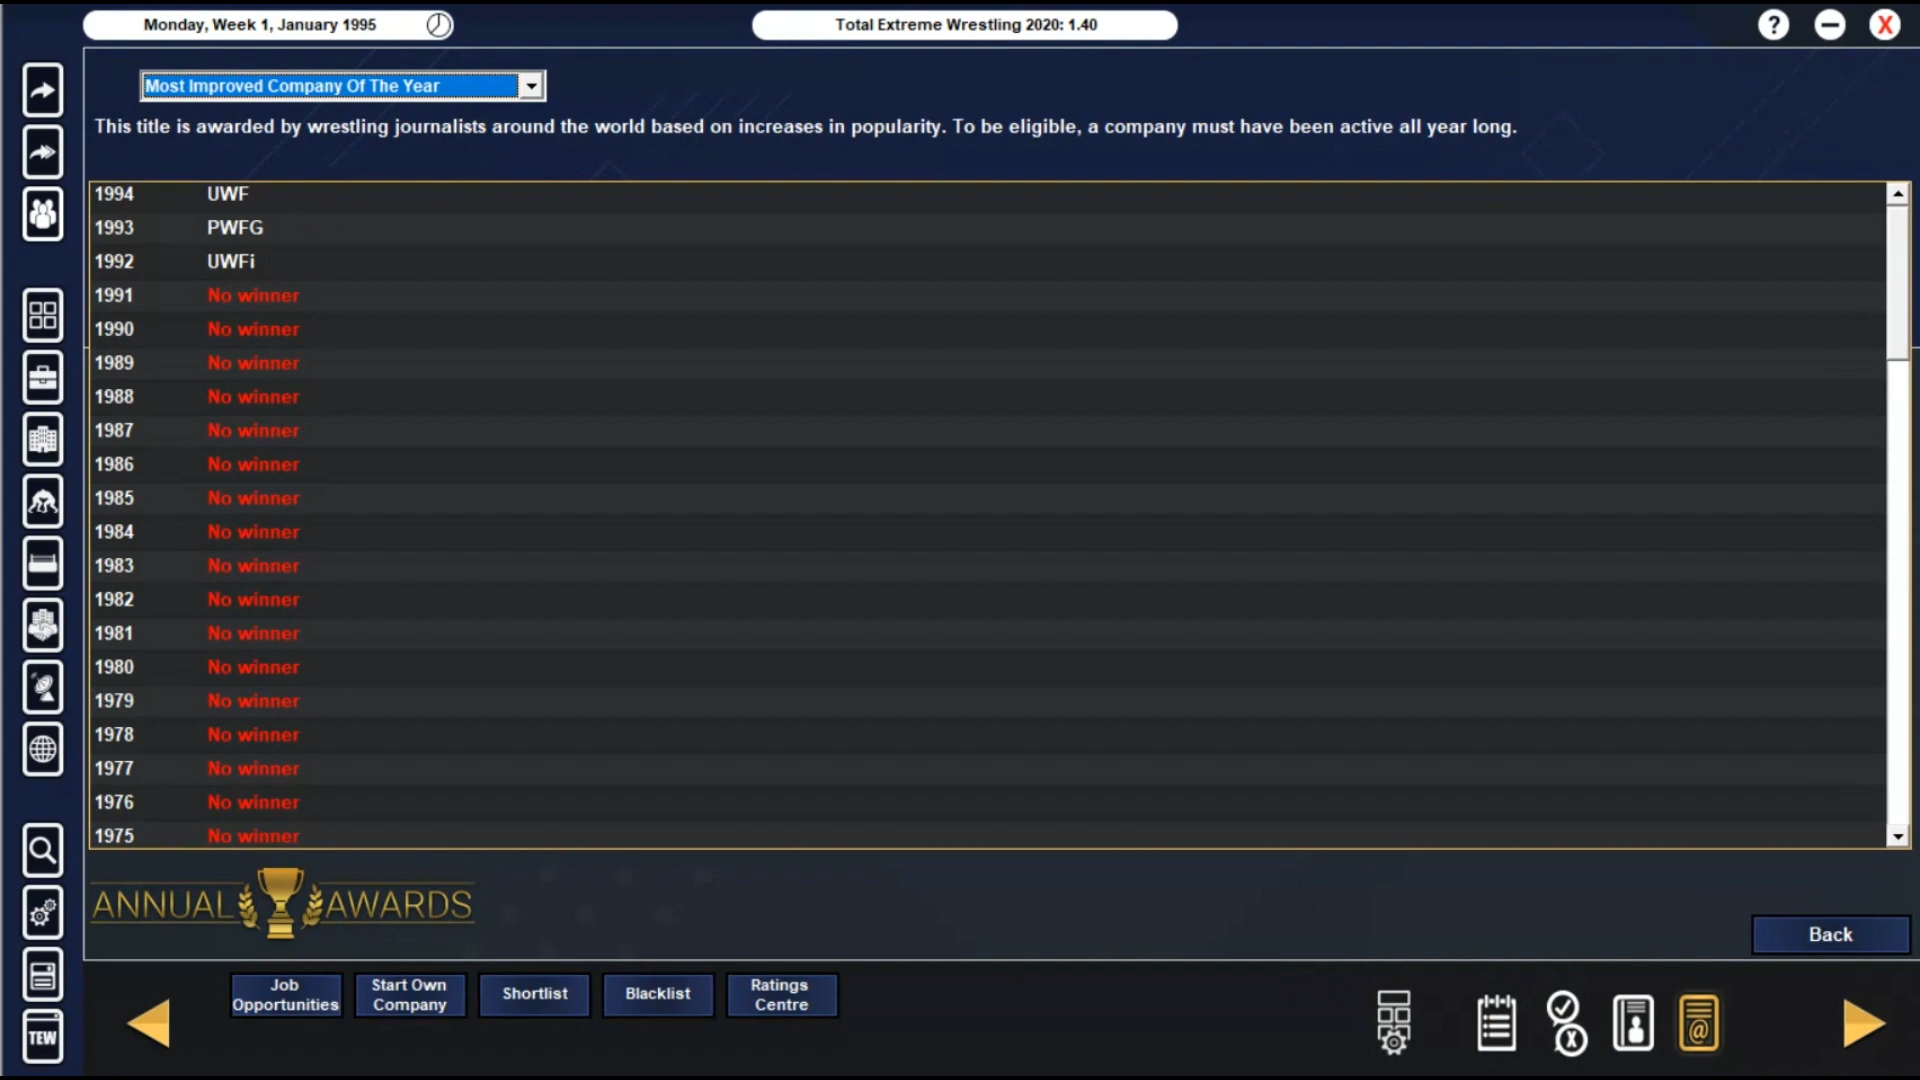 Monday, Week 1, January 1995
Total Extreme Wrestling 2020: 1.40
?
X
Most Improved Company Of The Year
This title is awarded by wrestling journalists around the world based on increases in popularity. To be eligible, a company must have been active all year long.
1994 UWF
1993 PWFG
1992 UWFi
1991 No winner
1990 No winner
1989 No winner
1988 No winner
1987 No winner
1986 No winner
1985 No winner
1984 No winner
1983 No winner
1982 No winner
1981 No winner
1980 No winner
1979 No winner
1978 No winner
1977 No winner
1976 No winner
1975 No winner
ANNUAL AWARDS
Back
Job Opportunities
Start Own Company
Shortlist
Blacklist
Ratings Centre
TEW
X
@